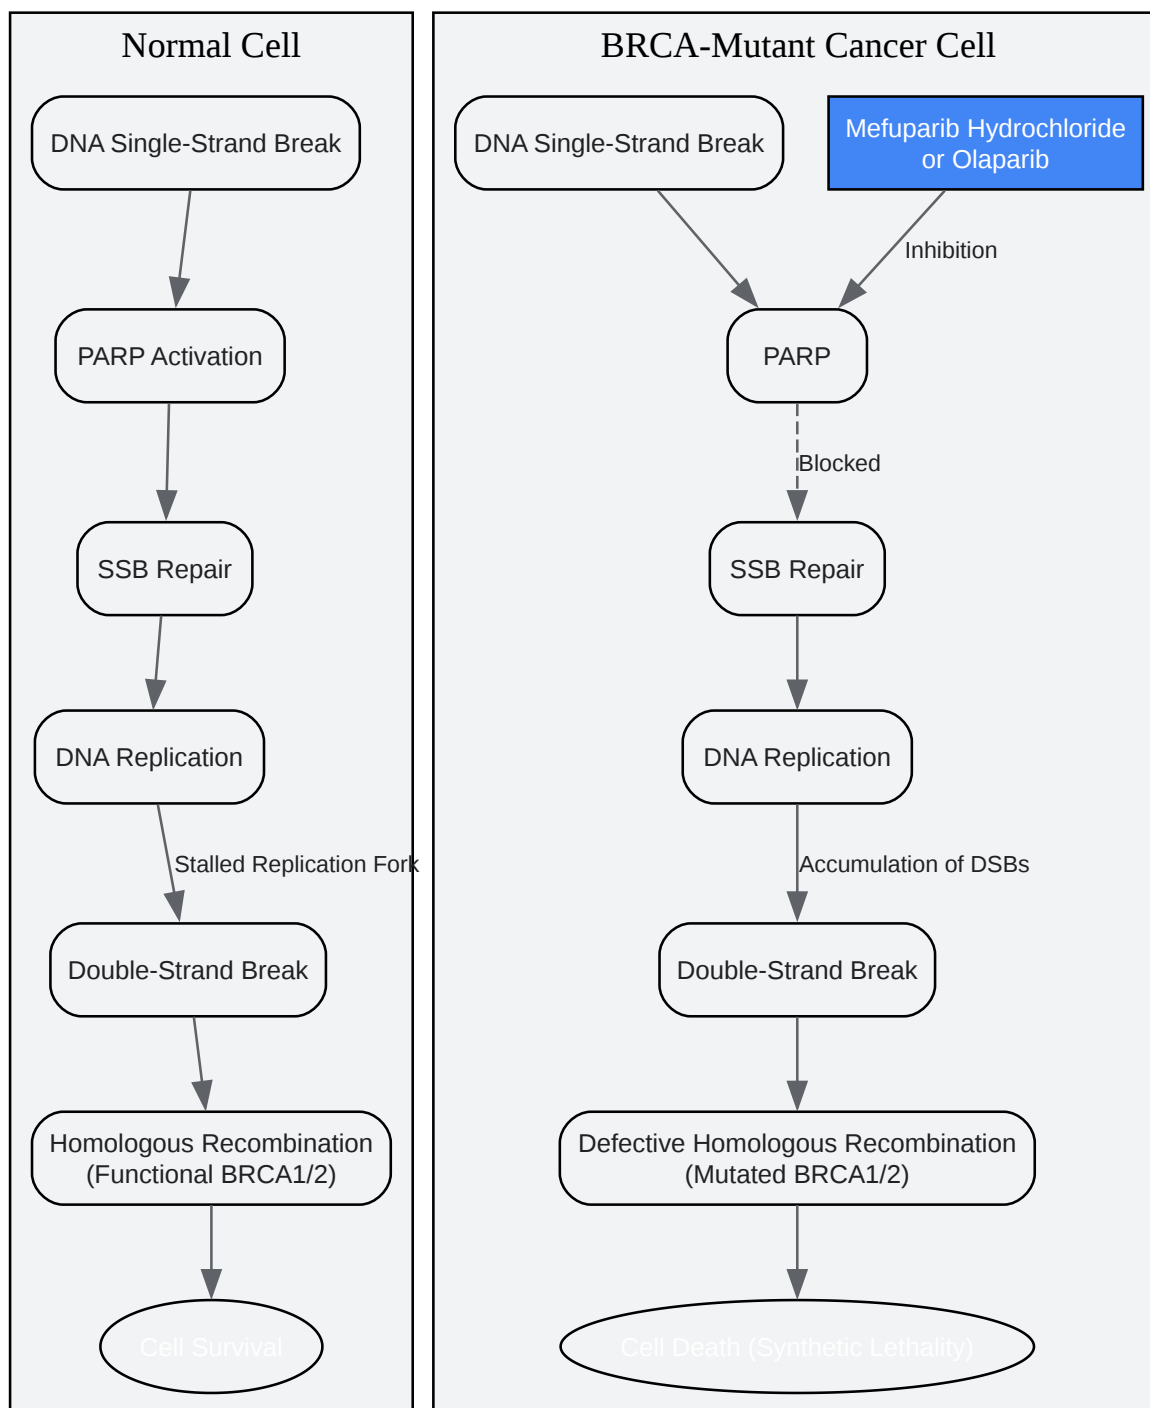 Normal Cell
DNA Single-Strand Break
PARP Activation
SSB Repair
DNA Replication
Stalled Replication Fork
Double-Strand Break
Homologous Recombination
(Functional BRCA1/2)
Cell Survival
BRCA-Mutant Cancer Cell
DNA Single-Strand Break
Mefuparib Hydrochloride
or Olaparib
Inhibition
PARP
Blocked
SSB Repair
DNA Replication
Accumulation of DSBs
Double-Strand Break
Defective Homologous Recombination
(Mutated BRCA1/2)
Cell Death (Synthetic Lethality)